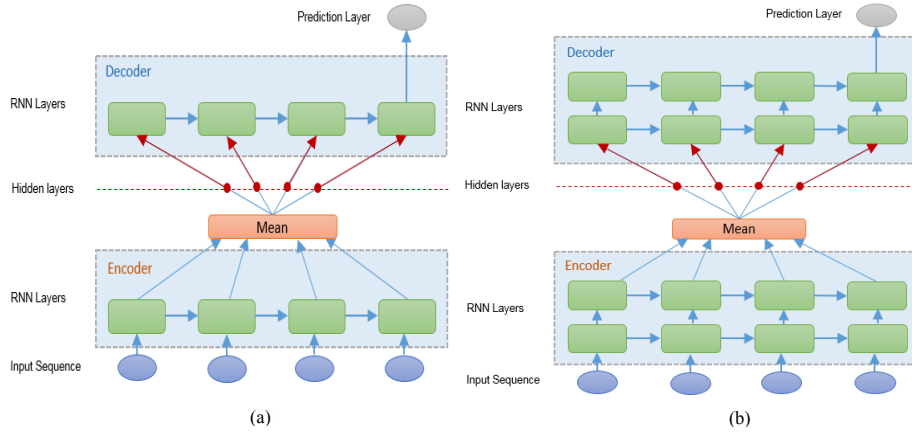 Prediction Layer
Decoder
RNN Layers
Hidden layers
Mean
Encoder
RNN Layers
Input Sequence
(a)
Prediction Layer
Decoder
RNN Layers
Hidden layers
Mean
Encoder
RNN Layers
Input Sequence
(b)